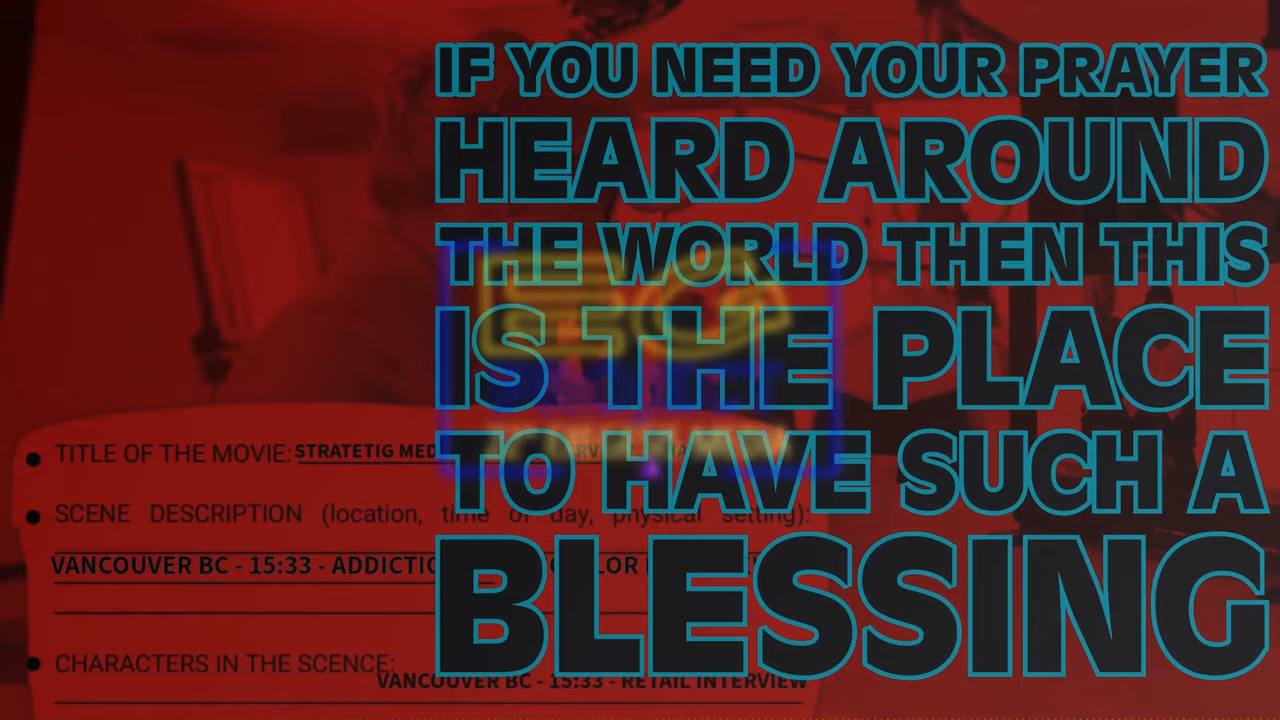 IF YOU NEED YOUR PRAYER
HEARD AROUND
THE WORLD THEN THIS
IS THE PLACE
TO HAVE SUCH A
BLESSING
BC
TITLE OF THE MOVIE: STRATETIG MED
SCENE DESCRIPTION (location, time of day, physical setting):
VANCOUVER BC - 15:33 - ADDICTIO
CHARACTERS IN THE SCENCE:
VANCOUVER BC - 15:33 - RETAIL INTERVIEW